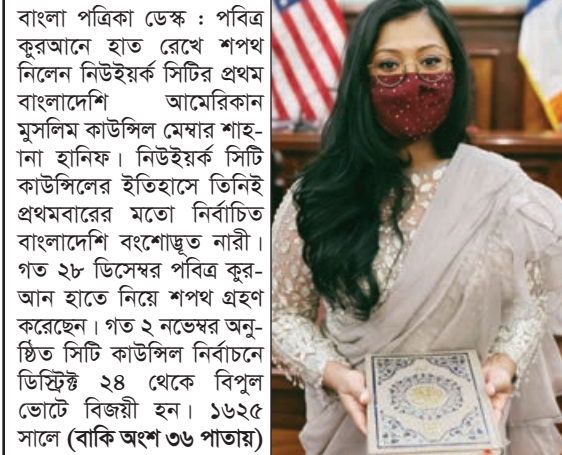 বাংলা পত্রিকা ডেস্ক : পবিত্র
কুরআনে হাত রেখে শপথ
নিলেন নিউইয়র্ক সিটির প্রথম
বাংলাদেশি আমেরিকান
মুসলিম কাউন্সিল মেম্বার শাহ-
না হানিফ। নিউইয়র্ক সিটি
কাউন্সিলের ইতিহাসে তিনিই
প্রথমবারের মতো নির্বাচিত
বাংলাদেশি বংশোদ্ভূত নারী।
গত ২৮ ডিসেম্বর পবিত্র কুর-
আন হাতে নিয়ে শপথ গ্রহণ
করেছেন। গত ২ নভেম্বর অনু-
ষ্ঠিত সিটি কাউন্সিল নির্বাচনে
ডিস্ট্রিক্ট ২৪ থেকে বিপুল
ভোটে বিজয়ী হন। ১৬২৫
সালে (বাকি অংশ ৩৬ পাতায়)